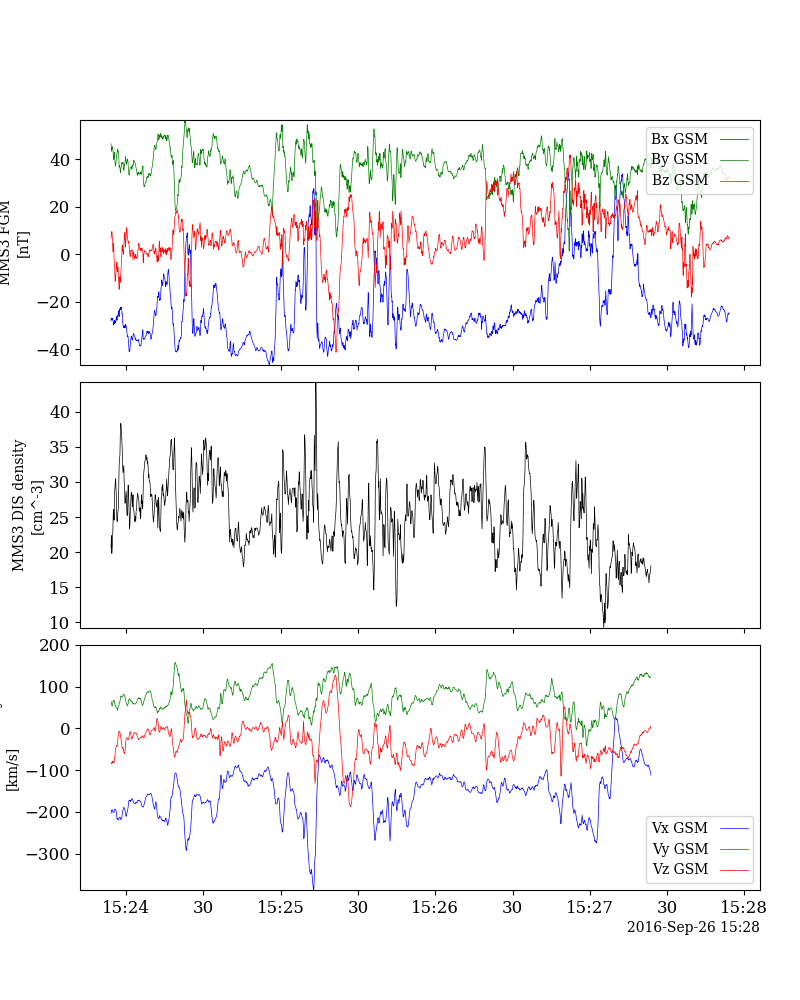 MMS3 FGM
[nT]
40
20
0
−20
−40
Bx GSM
By GSM
Bz GSM
MMS3 DIS density
[cm^-3]
40
35
30
25
20
15
10
[km/s]
200
100
0
−100
−200
−300
Vx GSM
Vy GSM
Vz GSM
15:24
30
15:25
30
15:26
30
15:27
30
15:28
2016-Sep-26 15:28